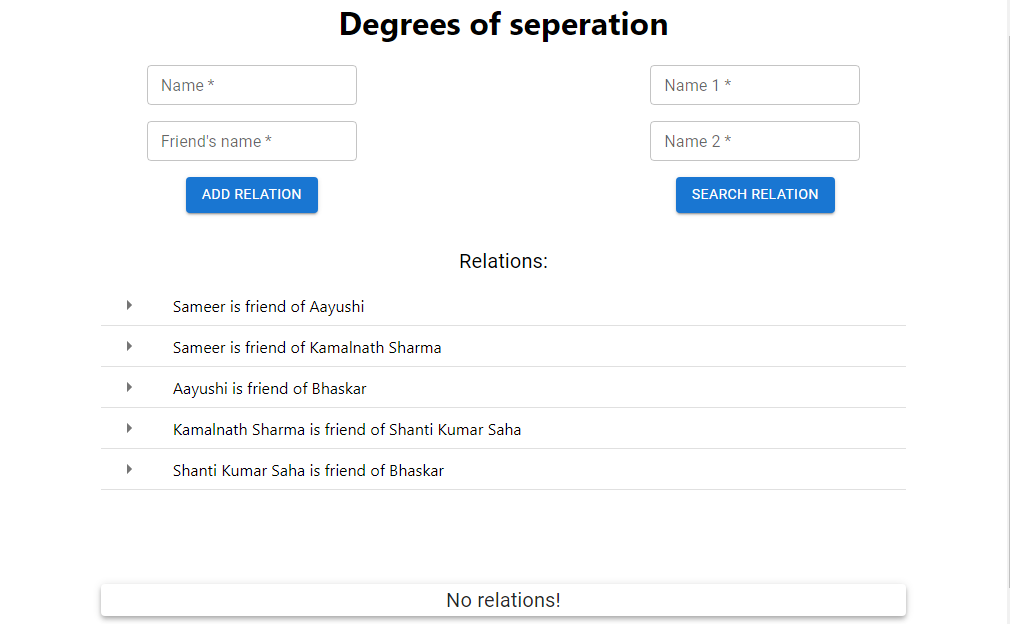 Degrees of seperation
Name *
Friend's name *
ADD RELATION
Name 1 *
Name 2 *
SEARCH RELATION
Relations:
Sameer is friend of Aayushi
Sameer is friend of Kamalnath Sharma
Aayushi is friend of Bhaskar
Kamalnath Sharma is friend of Shanti Kumar Saha
Shanti Kumar Saha is friend of Bhaskar
No relations!